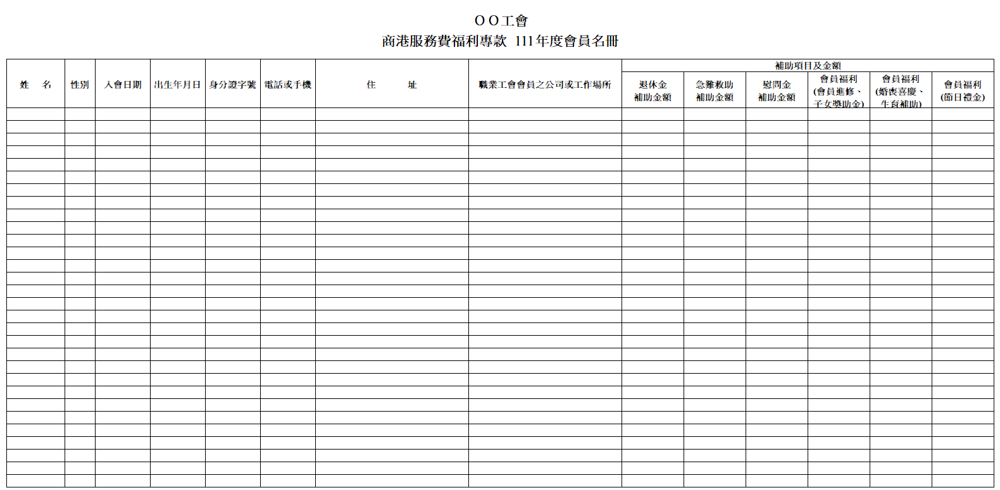 ＯＯ工會
商港服務費福利專款 111年度會員名冊
姓 名 性別 入會日期 出生年月日 身分證字號 電話或手機 住 址 職業工會會員之公司或工作場所 補助項目及金額
退休金
補助金額
急難救助
補助金額
慰問金
補助金額
會員福利
(會員進修、
子女獎助金)
會員福利
(婚喪喜慶、
生育補助)
會員福利
(節日禮金)